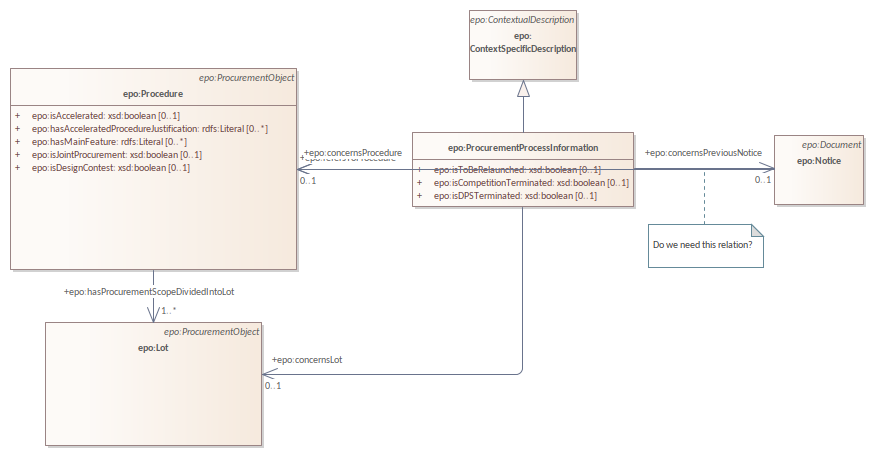 epo:ContextualDescription
epo:
ContextSpecificDescription
epo:ProcurementObject
epo:Procedure
+ epo:isAccelerated: xsd:boolean [0..1]
+ epo:hasAcceleratedProcedureJustification: rdfs:Literal [0..*]
+ epo:hasMainFeature: rdfs:Literal [0..*]
+ epo:isJointProcurement: xsd:boolean [0..1]
+ epo:isDesignContest: xsd:boolean [0..1]
epo:ProcurementProcessInformation
+ epo:isToBeRelaunched: xsd:boolean [0..1]
+ epo:isCompetitionTerminated: xsd:boolean [0..1]
+ epo:isDPSTerminated: xsd:boolean [0..1]
+epo:concernsProcedure
0..1
+epo:concernsPreviousNotice
0..1
epo:Document
epo:Notice
Do we need this relation?
+epo:hasProcurementScopeDividedIntoLot
1..*
epo:ProcurementObject
epo:Lot
+epo:concernsLot
0..1